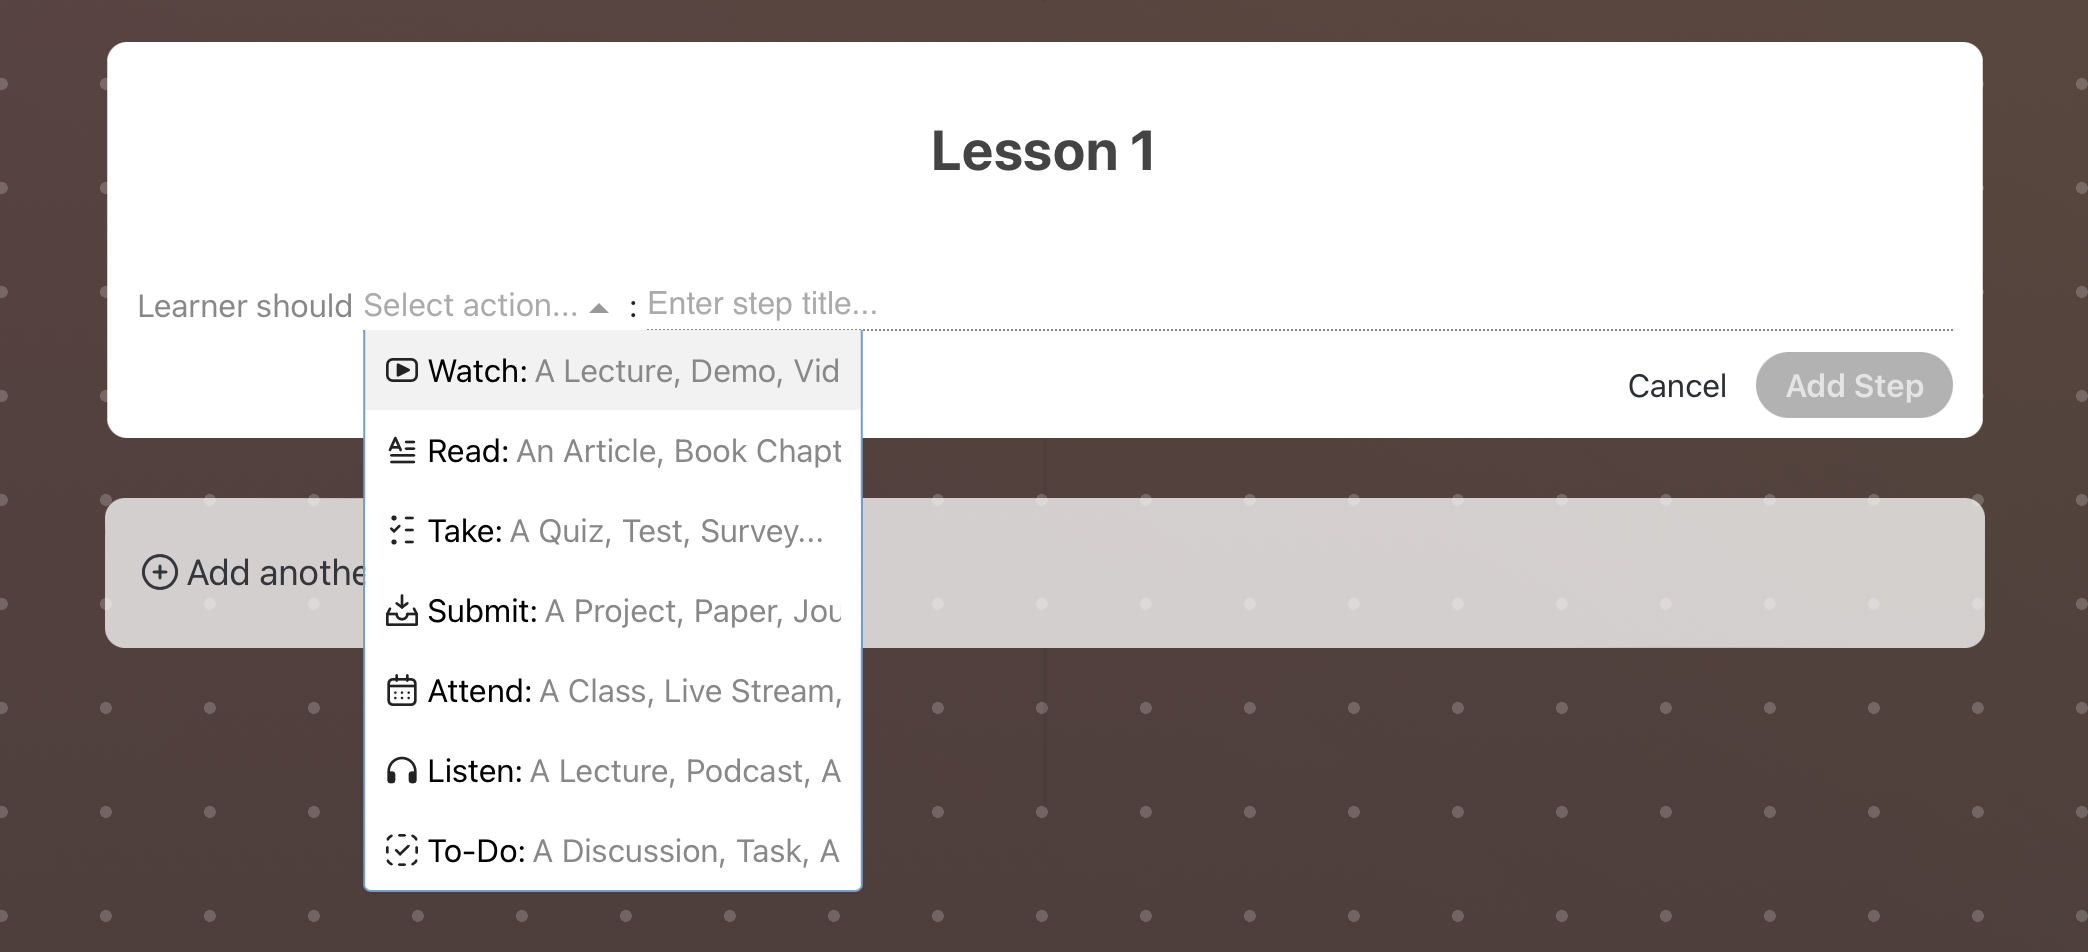 Lesson 1
Learner should Select action... : Enter step title...
Watch: A Lecture, Demo, Vid
Cancel Add Step
Read: An Article, Book Chapt
Take: A Quiz, Test, Survey...
Add anothe
Submit: A Project, Paper, Jou
Attend: A Class, Live Stream,
Listen: A Lecture, Podcast, A
To-Do: A Discussion, Task, A